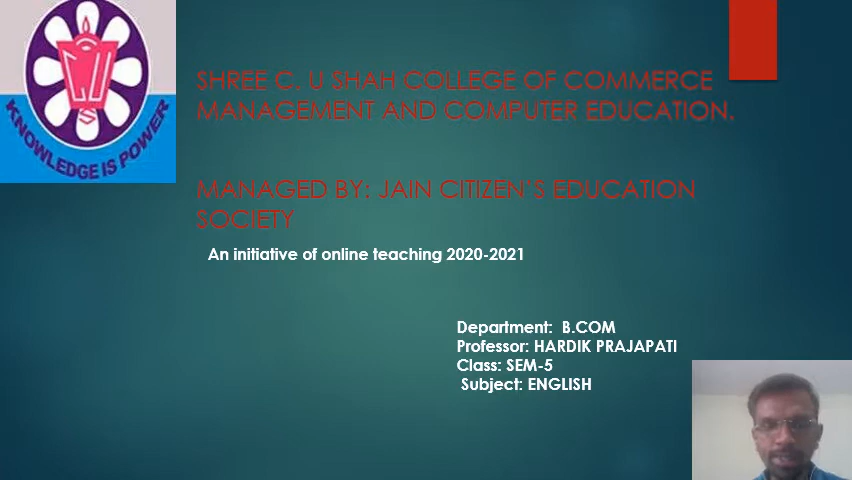 KNOWLEDGE IS POWER
SHREE C. U SHAH COLLEGE OF COMMERCE
MANAGEMENT AND COMPUTER EDUCATION.
MANAGED BY: JAIN CITIZEN'S EDUCATION
SOCIETY
An initiative of online teaching 2020-2021
Department: B.COM
Professor: HARDIK PRAJAPATI
Class: SEM-5
Subject: ENGLISH